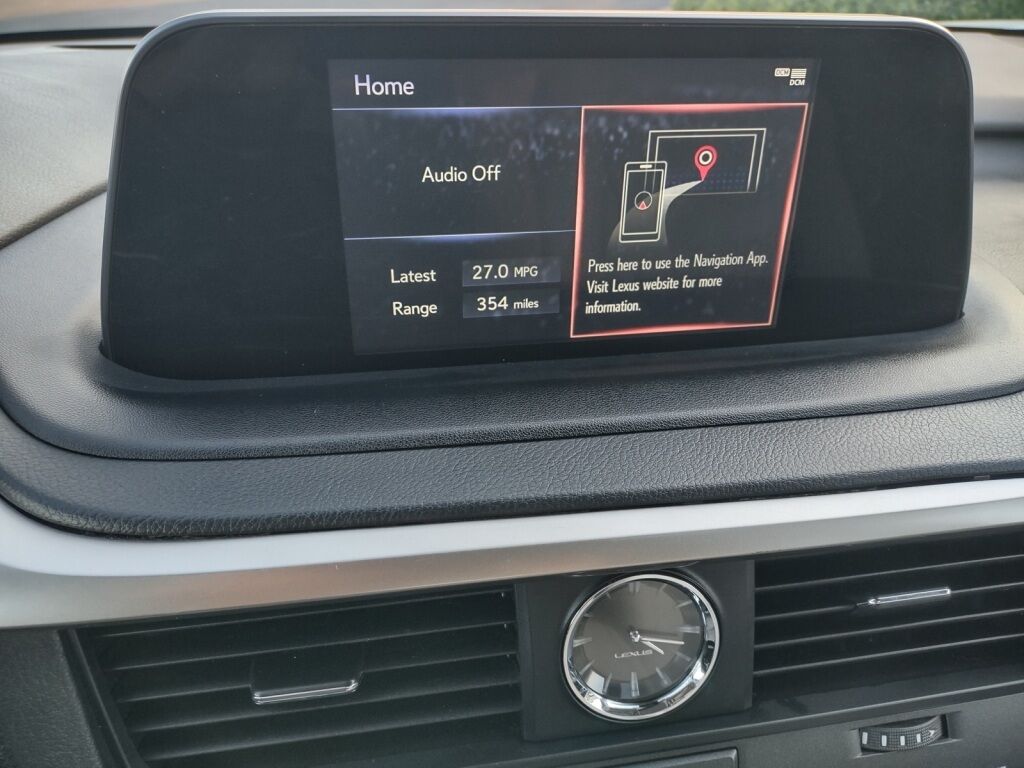 Home
DCM
DCM
Audio Off
Latest 27.0 MPG
Range 354 miles
Press here to use the Navigation App.
Visit Lexus website for more
information.
LEXUS